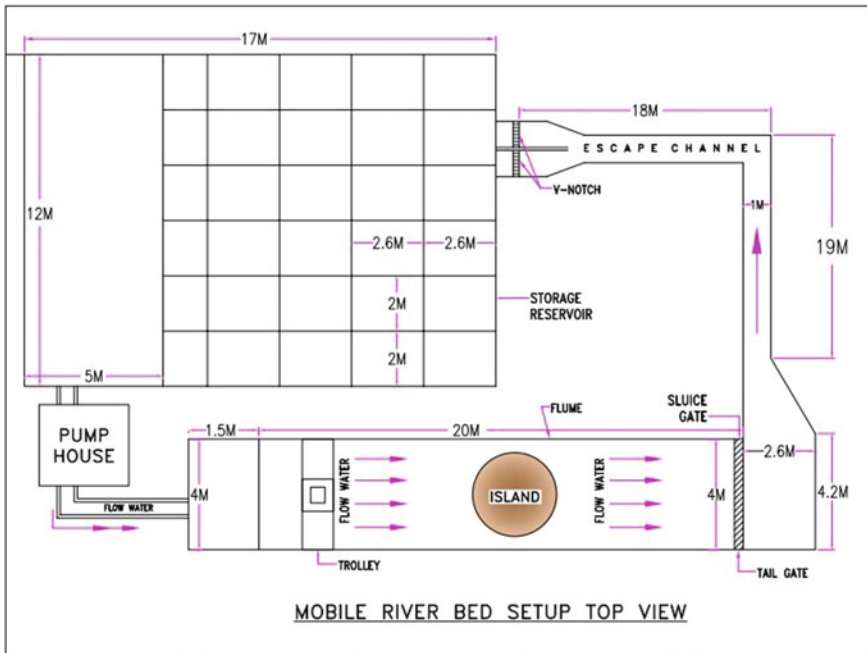 17M
18M
ESCAPE CHANNEL
V-NOTCH
1M
12M
2.6M
2.6M
19M
2M
STORAGE
RESERVOIR
2M
5M
SLUICE
GATE
FLUME
1.5M
20M
PUMP
HOUSE
2.6M
4M
FLOW WATER
ISLAND
FLOW WATER
4M
4.2M
FLOW WATER
TROLLEY
TAIL GATE
MOBILE RIVER BED SETUP TOP VIEW